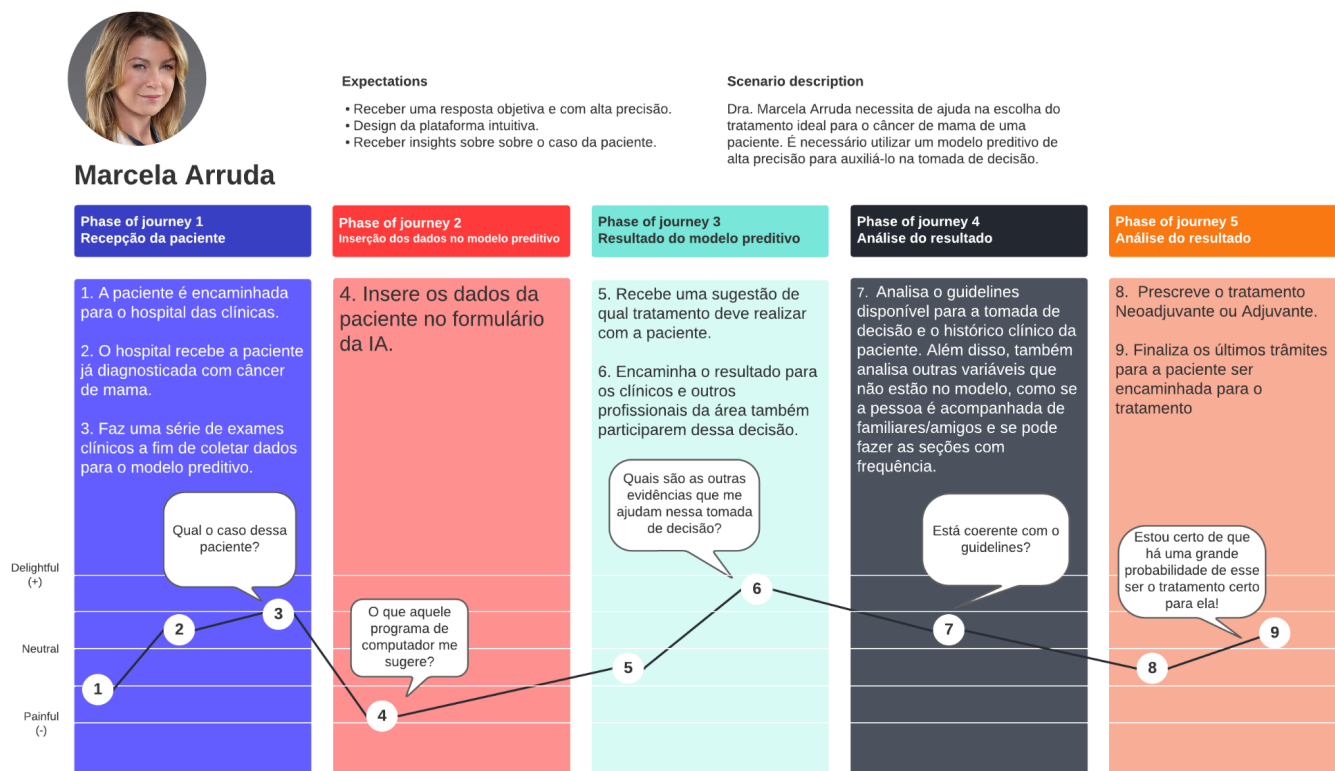 Marcela Arruda
Expectations
• Receber uma resposta objetiva e com alta precisão.
• Design da plataforma intuitiva.
• Receber insights sobre sobre o caso da paciente.
Scenario description
Dra. Marcela Arruda necessita de ajuda na escolha do
tratamento ideal para o câncer de mama de uma
paciente. É necessário utilizar um modelo preditivo de
alta precisão para auxiliá-lo na tomada de decisão.
Phase of journey 1
Recepção da paciente
1. A paciente é encaminhada
para o hospital das clínicas.
2. O hospital recebe a paciente
já diagnosticada com câncer
de mama.
3. Faz uma série de exames
clínicos a fim de coletar dados
para o modelo preditivo.
Qual o caso dessa
paciente?
Phase of journey 2
Inserção dos dados no modelo preditivo
4. Insere os dados da
paciente no formulário
da IA.
O que aquele
programa de
computador me
sugere?
Phase of journey 3
Resultado do modelo preditivo
5. Recebe uma sugestão de
qual tratamento deve realizar
com a paciente.
6. Encaminha o resultado para
os clínicos e outros
profissionais da área também
participarem dessa decisão.
Quais são as outras
evidências que me
ajudam nessa tomada
de decisão?
Phase of journey 4
Análise do resultado
7. Analisa o guidelines
disponível para a tomada de
decisão e o histórico clínico da
paciente. Além disso, também
analisa outras variáveis que
não estão no modelo, como se
a pessoa é acompanhada de
familiares/amigos e se pode
fazer as seções com
frequência.
Está coerente com o
guidelines?
Phase of journey 5
Análise do resultado
8. Prescreve o tratamento
Neoadjuvante ou Adjuvante.
9. Finaliza os últimos trâmites
para a paciente ser
encaminhada para o
tratamento
Estou certo de que
há uma grande
probabilidade de esse
ser o tratamento certo
para ela!
Delightful
(+)
Neutral
Painful
(-)
1
2
3
4
5
6
7
8
9